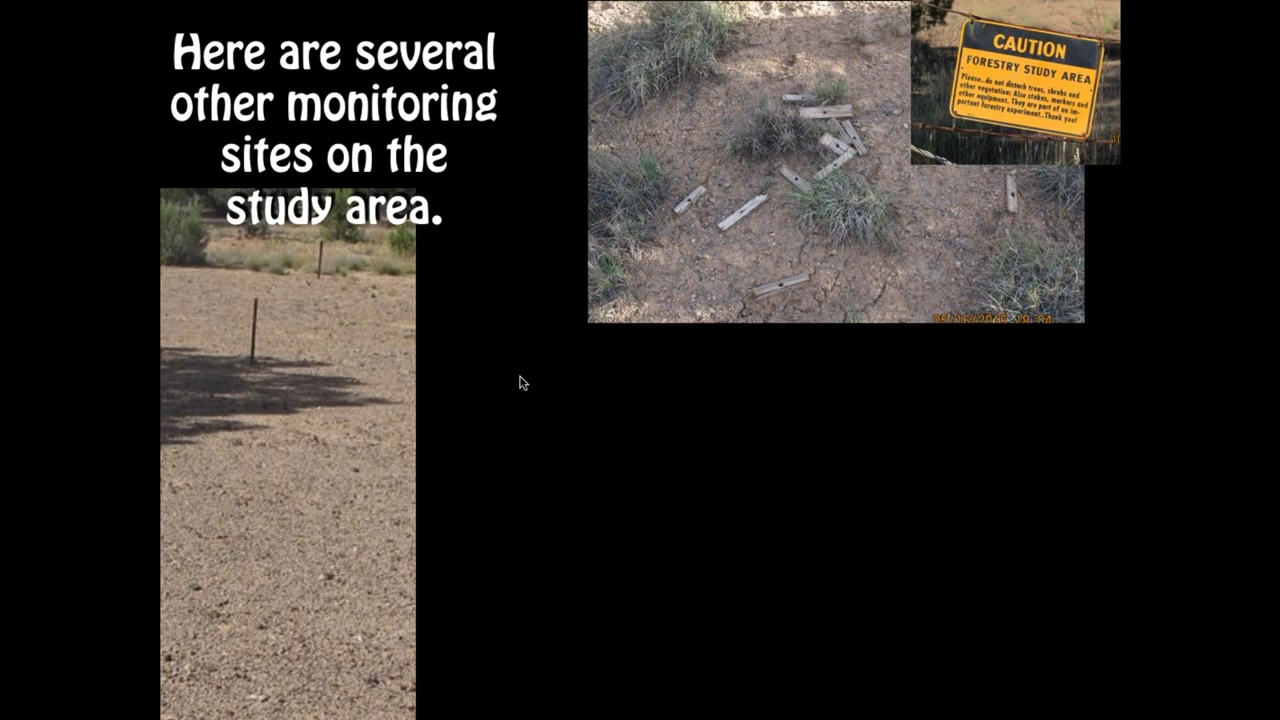 Here are several
other monitoring
sites on the
study area.
CAUTION
FORESTRY STUDY AREA
Please..do not disturb trees, shrubs and
other vegetation: Also stakes, markers and
other equipment. They are part of an im-
portant forestry experiment..Thank you!